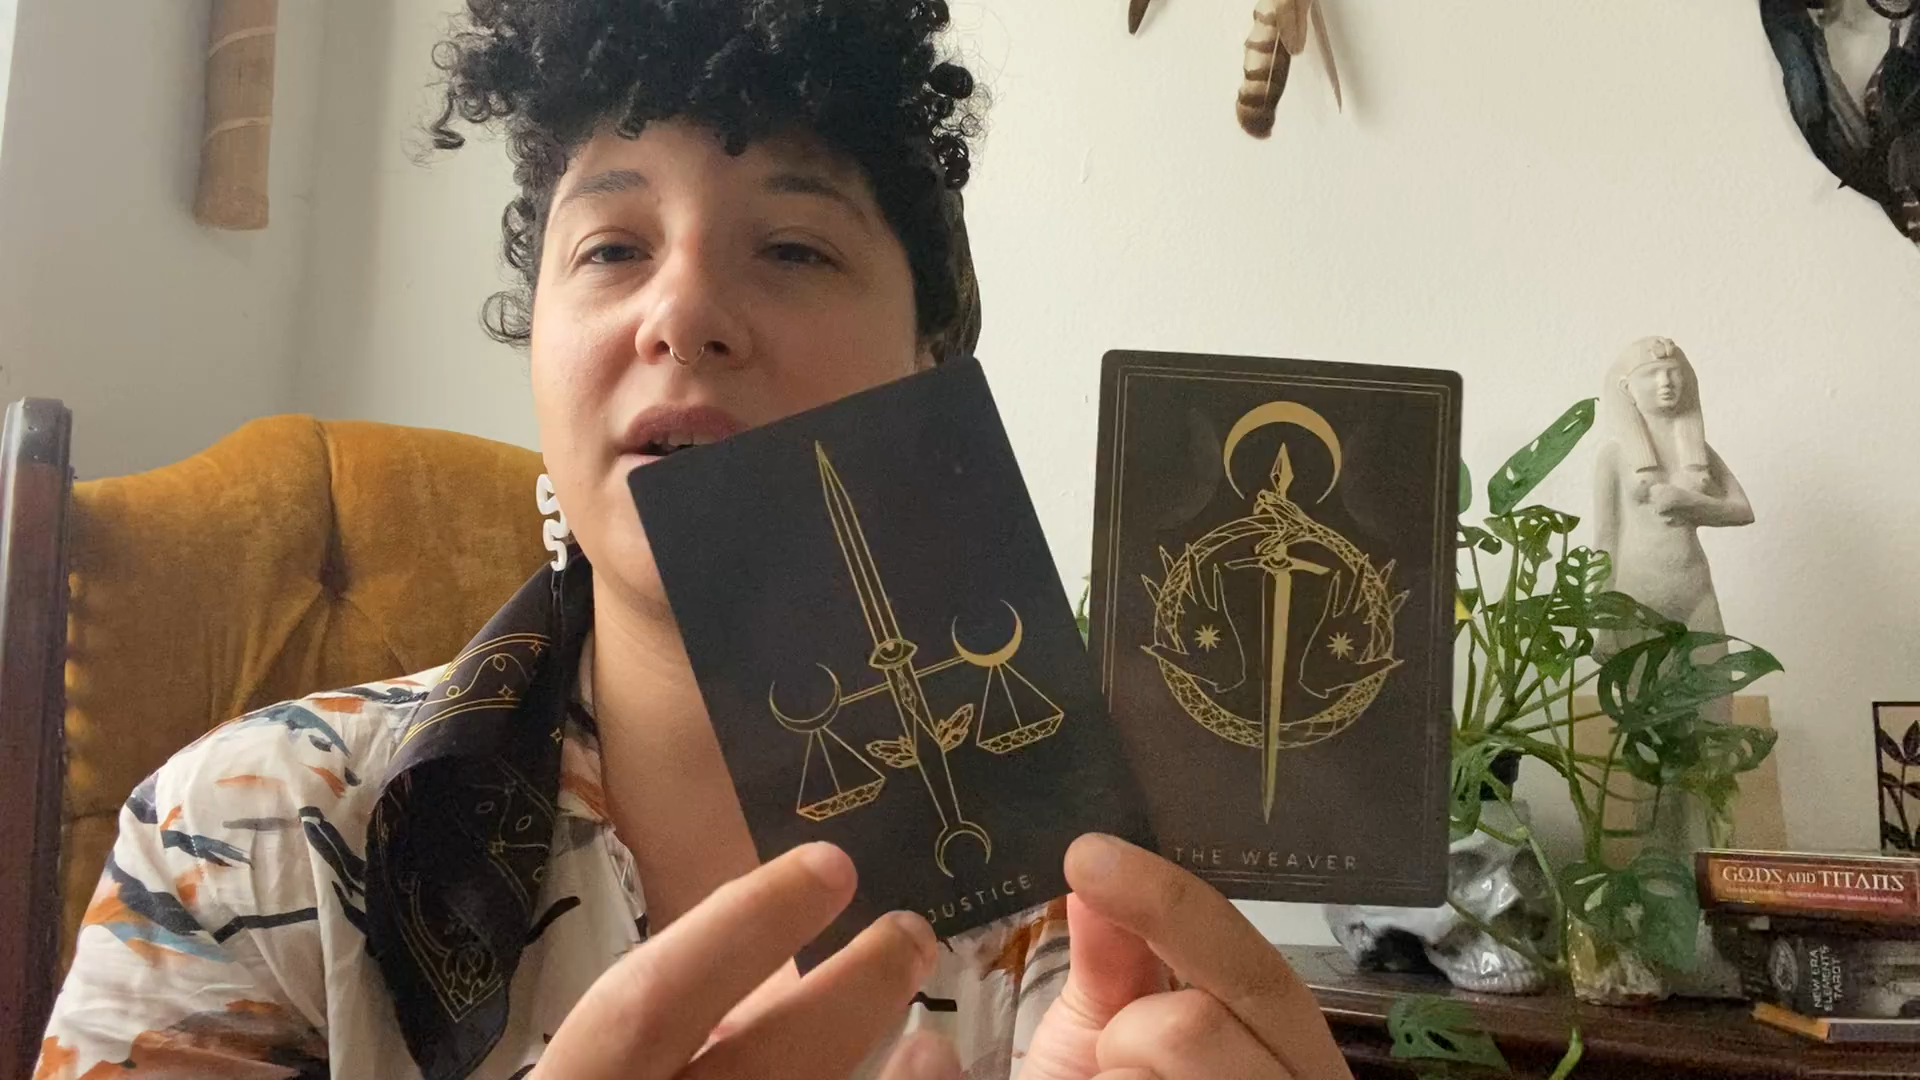 JUSTICE
THE WEAVER
GODS AND TITANS
NEW ERA
ELEMENTS
TAROT